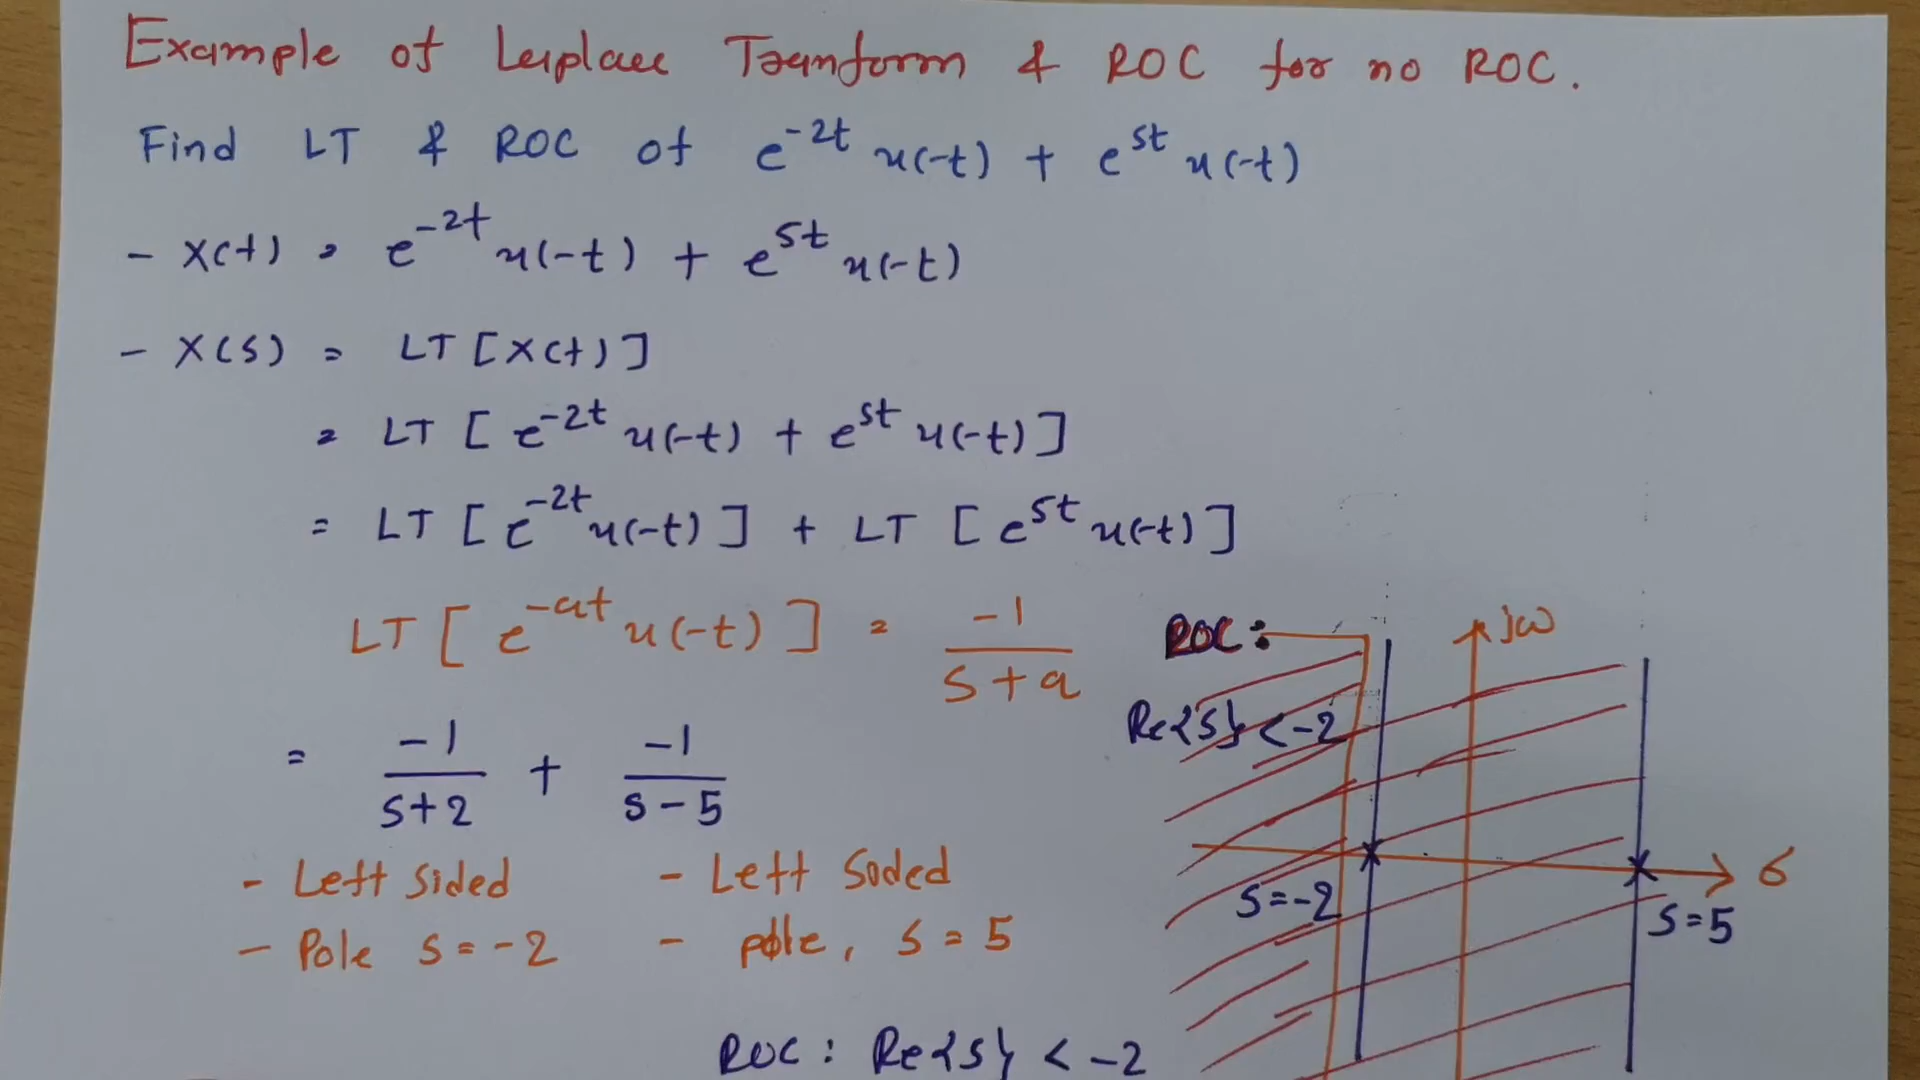 Example of Laplace Transform & ROC for no ROC.
Find LT & ROC of e^-2t u(-t) + e^5t u(-t)
- x(t) = e^-2t u(-t) + e^5t u(-t)
- X(s) = LT [x(t)]
= LT [ e^-2t u(-t) + e^5t u(-t) ]
= LT [ e^-2t u(-t) ] + LT [ e^5t u(-t) ]
LT [ e^-at u(-t) ] = -1/(s+a)
= -1/(s+2) + -1/(s-5)
- Left Sided - Left Soded
- Pole s = -2 - pole, s = 5
ROC : Re{s} < -2
ROC:
Re{s} < -2
jω
σ
S=-2
S=5